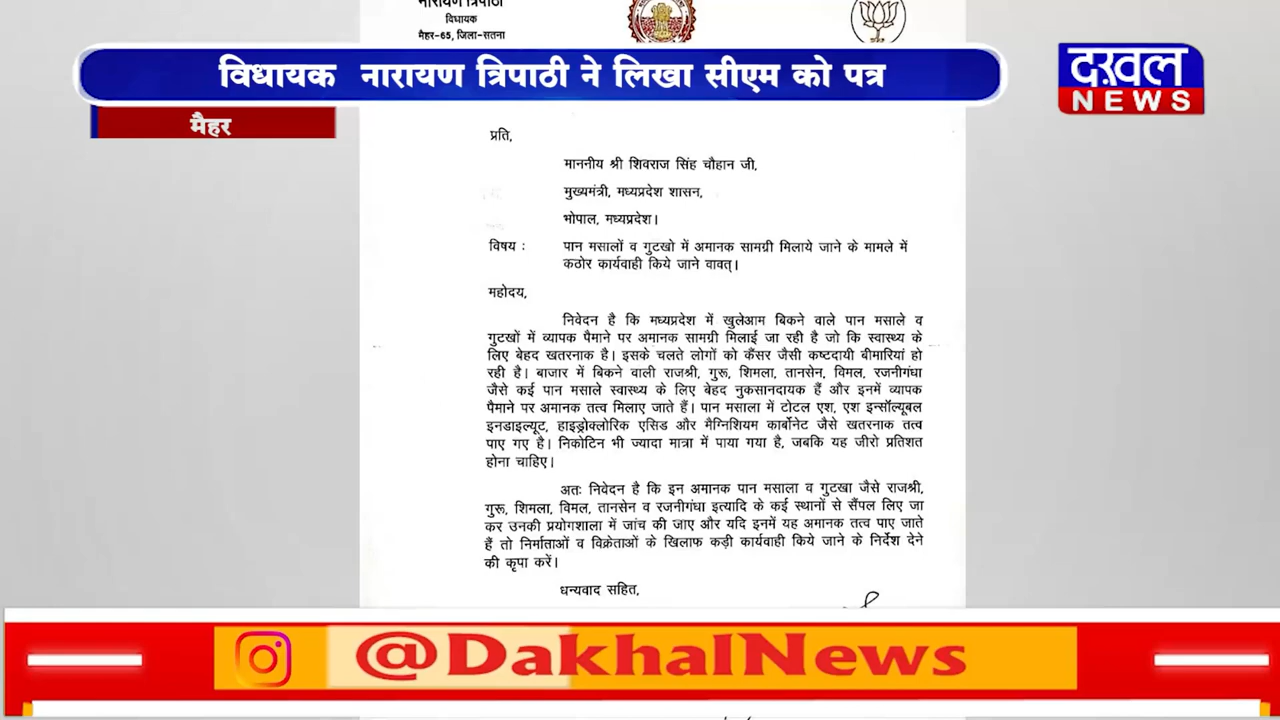 नारायण त्रिपाठी
विधायक
मैहर-65, जिला-सतना
विधायक नारायण त्रिपाठी ने लिखा सीएम को पत्र
दख़ल
NEWS
मैहर
प्रति,
माननीय श्री शिवराज सिंह चौहान जी,
मुख्यमंत्री, मध्यप्रदेश शासन,
भोपाल, मध्यप्रदेश।
विषय : पान मसालों व गुटखो में अमानक सामग्री मिलाये जाने के मामले में
कठोर कार्यवाही किये जाने वावत्।
महोदय,
निवेदन है कि मध्यप्रदेश में खुलेआम बिकने वाले पान मसाले व
गुटखों में व्यापक पैमाने पर अमानक सामग्री मिलाई जा रही है जो कि स्वास्थ्य के
लिए बेहद खतरनाक है। इसके चलते लोगों को कैंसर जैसी कष्टदायी बीमारियां हो
रही है। बाजार में बिकने वाली राजश्री, गुरू, शिमला, तानसेन, विमल, रजनीगंधा
जैसे कई पान मसाले स्वास्थ्य के लिए बेहद नुकसानदायक हैं और इनमें व्यापक
पैमाने पर अमानक तत्व मिलाए जाते हैं। पान मसाला में टोटल एश, एश इन्सॉल्यूबल
इनडाइल्यूट, हाइड्रोक्लोरिक एसिड और मैग्निशियम कार्बोनेट जैसे खतरनाक तत्व
पाए गए है। निकोटिन भी ज्यादा मात्रा में पाया गया है, जबकि यह जीरो प्रतिशत
होना चाहिए।
अतः निवेदन है कि इन अमानक पान मसाला व गुटखा जैसे राजश्री,
गुरू, शिमला, विमल, तानसेन व रजनीगंधा इत्यादि के कई स्थानों से सैंपल लिए जा
कर उनकी प्रयोगशाला में जांच की जाए और यदि इनमें यह अमानक तत्व पाए जाते
हैं तो निर्माताओं व विक्रेताओं के खिलाफ कड़ी कार्यवाही किये जाने के निर्देश देने
की कृपा करें।
धन्यवाद सहित,
@DakhalNews